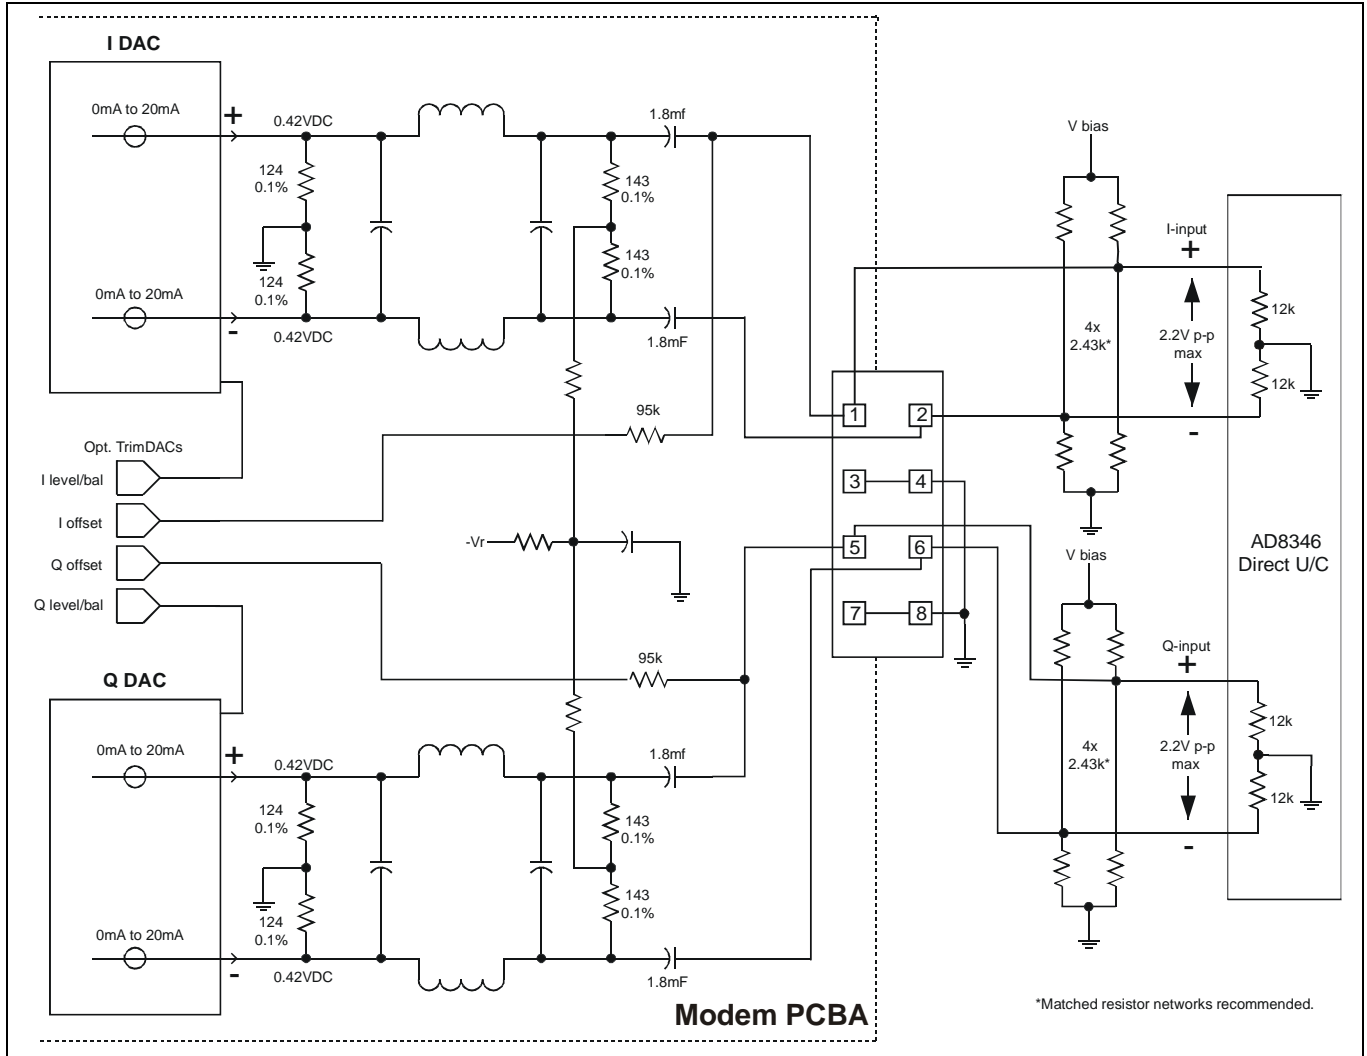 I DAC
0mA to 20mA
+
0.42VDC
124
0.1%
143
0.1%
1.8mf
124
0.1%
143
0.1%
0mA to 20mA
-
0.42VDC
1.8mF
V bias
I-input
+
4x
2.43k*
2.2V p-p
max
-
12k
12k
95k
1
2
3
4
5
6
7
8
Opt. TrimDACs
I level/bal
I offset
Q offset
Q level/bal
-Vr
95k
V bias
AD8346
Direct U/C
Q-input
+
4x
2.43k*
2.2V p-p
max
-
12k
12k
Q DAC
0mA to 20mA
+
0.42VDC
124
0.1%
143
0.1%
1.8mf
124
0.1%
143
0.1%
0mA to 20mA
-
0.42VDC
1.8mF
Modem PCBA
*Matched resistor networks recommended.